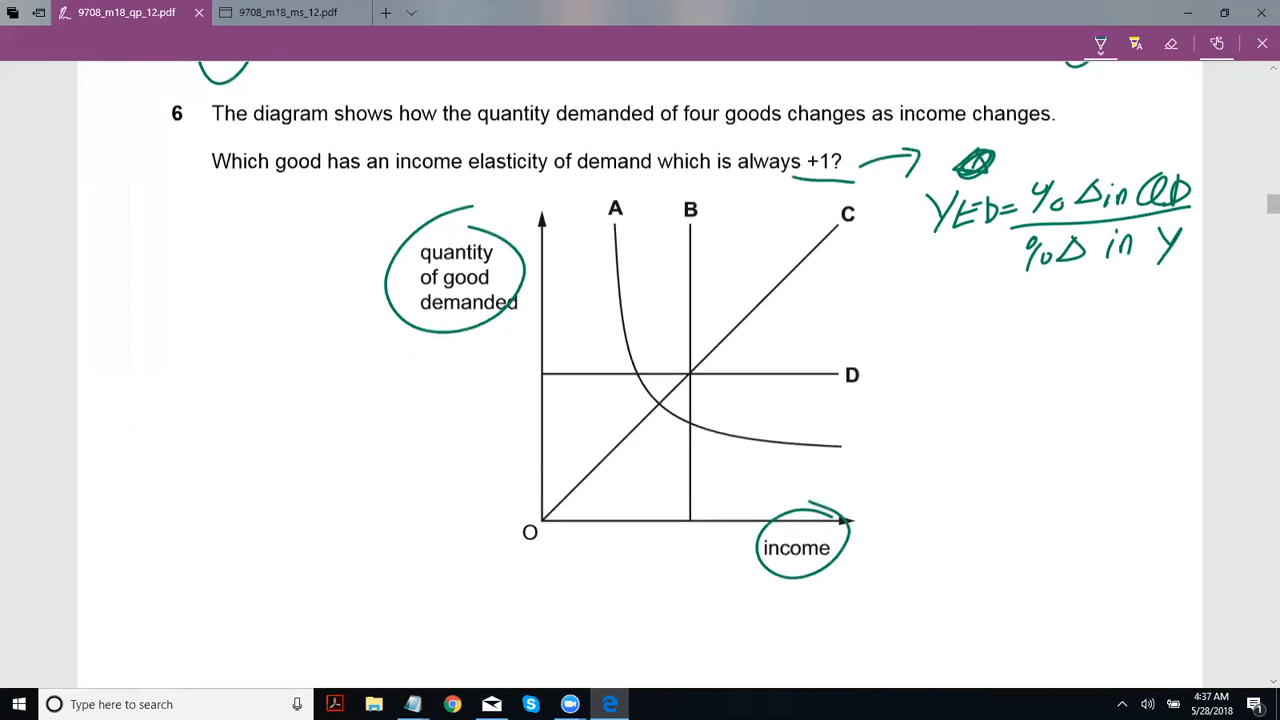 9708_m18_qp_12.pdf
9708_m18_ms_12.pdf
6 The diagram shows how the quantity demanded of four goods changes as income changes.
Which good has an income elasticity of demand which is always +1?
YED= % Δ in QD
% Δ in Y
A
B
C
quantity
of good
demanded
D
O
income
Type here to search
4:37 AM
5/28/2018